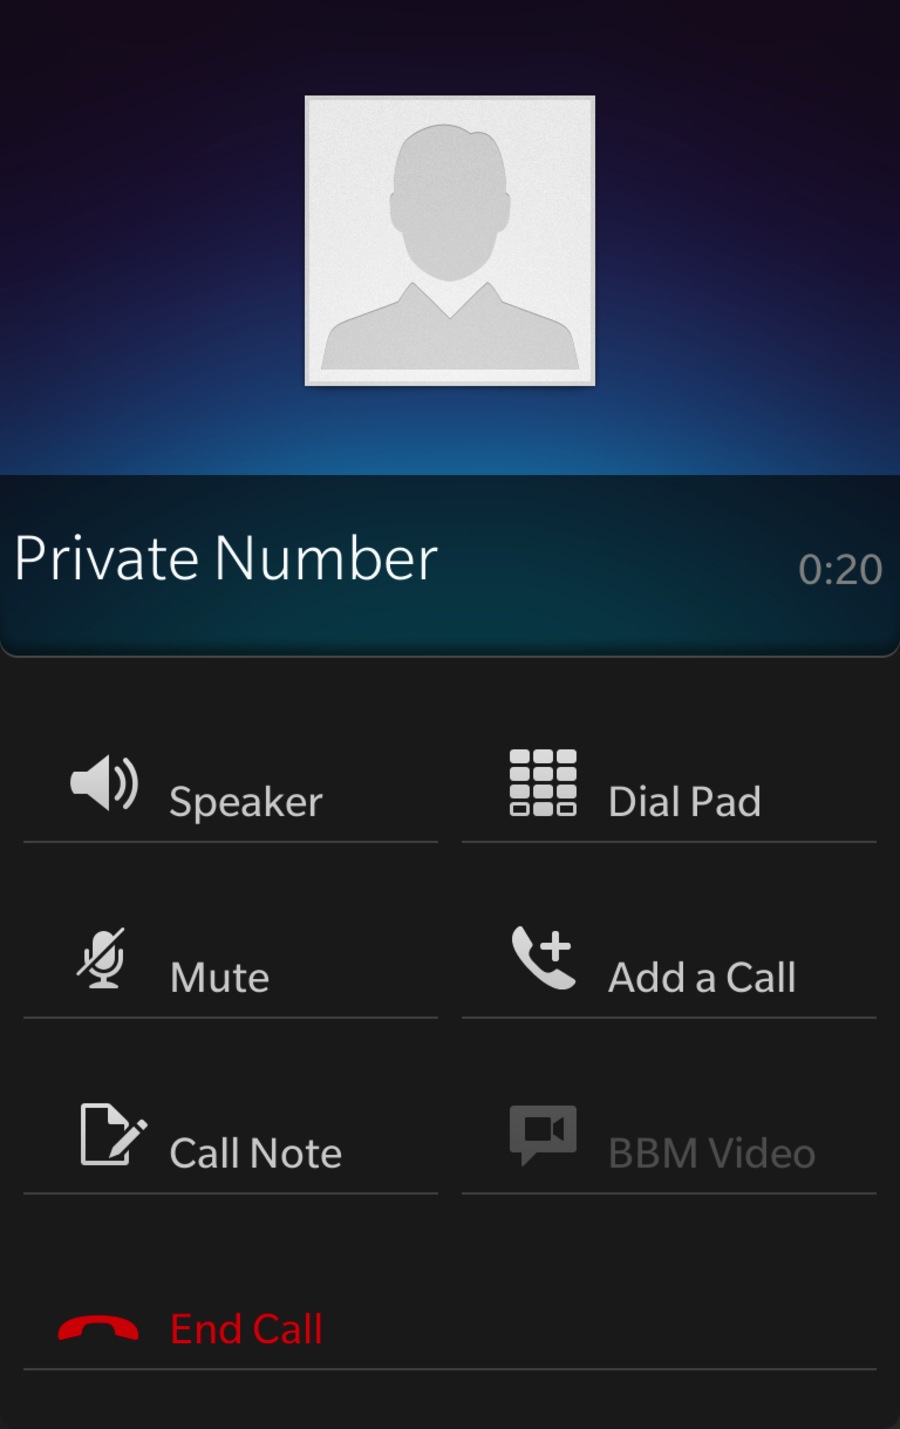 Private Number
0:20
Speaker
Dial Pad
Mute
Add a Call
Call Note
BBM Video
End Call